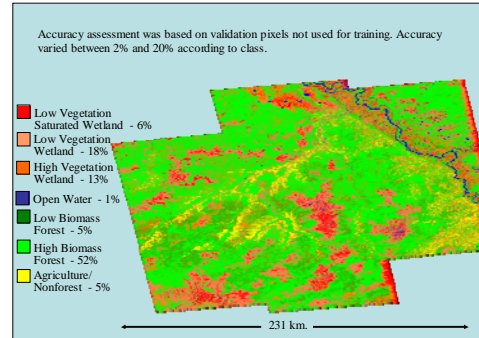 Accuracy assessment was based on validation pixels not used for training. Accuracy
varied between 2% and 20% according to class.
Low Vegetation
Saturated Wetland - 6%
Low Vegetation
Wetland - 18%
High Vegetation
Wetland - 13%
Open Water - 1%
Low Biomass
Forest - 5%
High Biomass
Forest - 52%
Agriculture/
Nonforest - 5%
231 km.